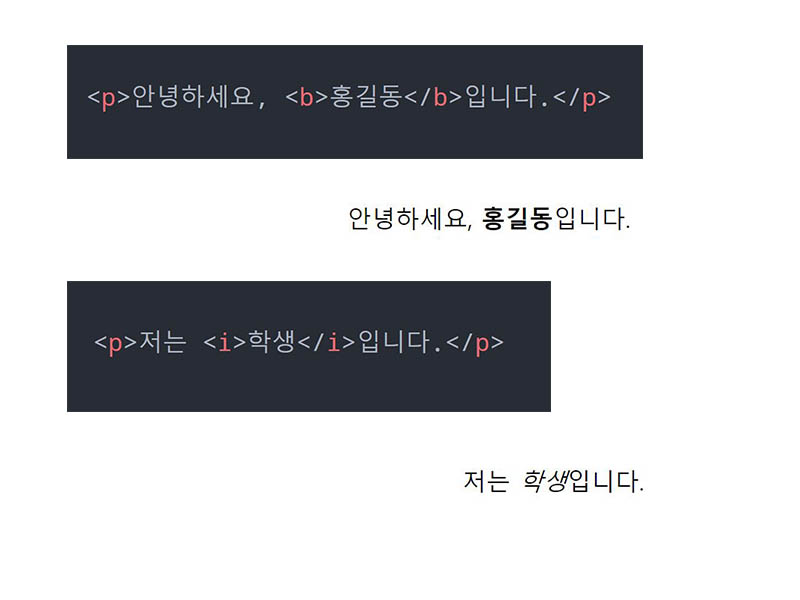 <p>안녕하세요, <b>홍길동</b>입니다.</p>
안녕하세요, 홍길동입니다.
<p>저는 <i>학생</i>입니다.</p>
저는 학생입니다.